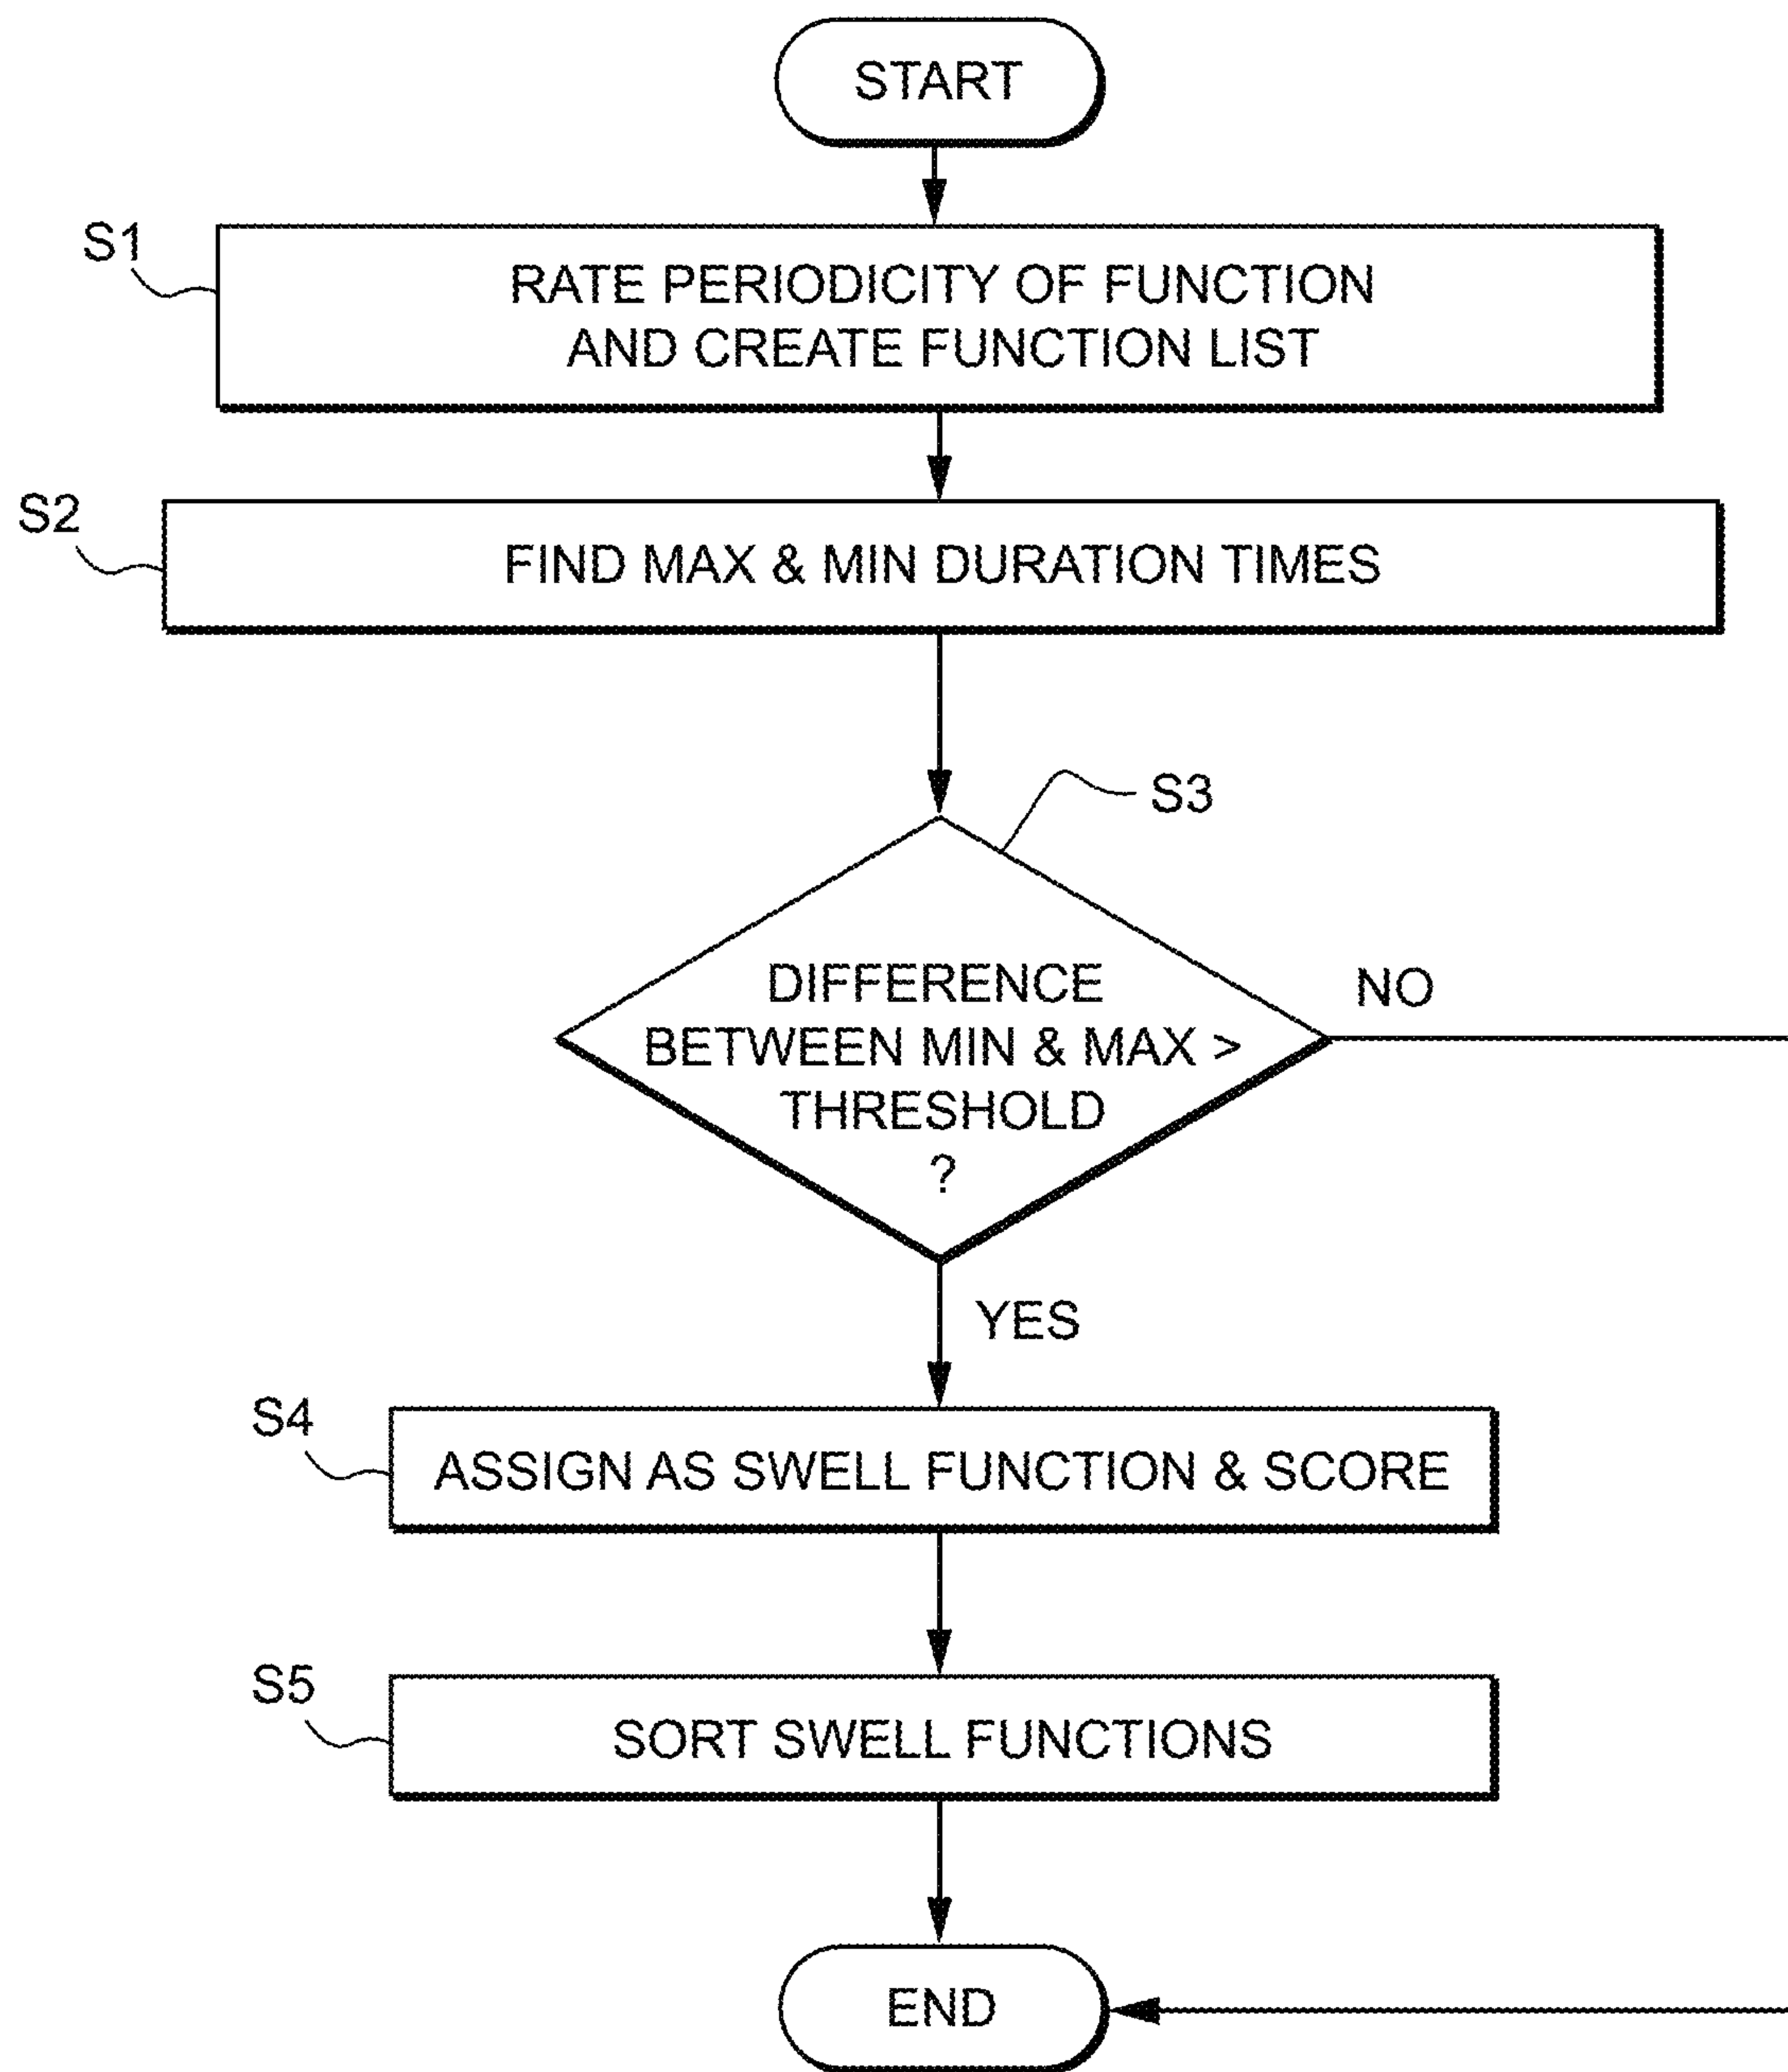 START
S1
RATE PERIODICITY OF FUNCTION
AND CREATE FUNCTION LIST
S2
FIND MAX & MIN DURATION TIMES
S3
DIFFERENCE
BETWEEN MIN & MAX >
THRESHOLD
?
NO
YES
S4
ASSIGN AS SWELL FUNCTION & SCORE
S5
SORT SWELL FUNCTIONS
END